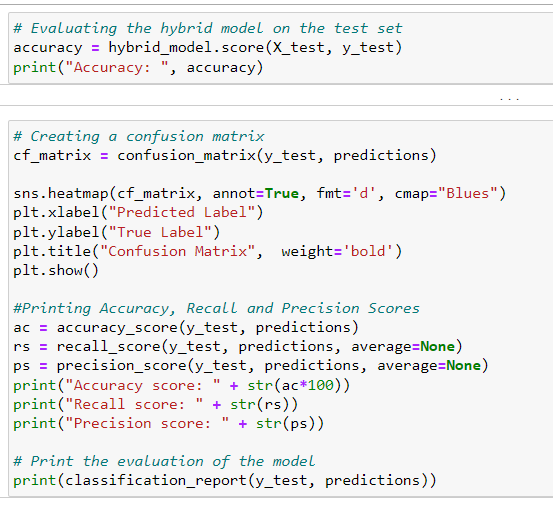 # Evaluating the hybrid model on the test set
accuracy = hybrid_model.score(X_test, y_test)
print("Accuracy: ", accuracy)
...
# Creating a confusion matrix
cf_matrix = confusion_matrix(y_test, predictions)
sns.heatmap(cf_matrix, annot=True, fmt='d', cmap="Blues")
plt.xlabel("Predicted Label")
plt.ylabel("True Label")
plt.title("Confusion Matrix",  weight='bold')
plt.show()
#Printing Accuracy, Recall and Precision Scores
ac = accuracy_score(y_test, predictions)
rs = recall_score(y_test, predictions, average=None)
ps = precision_score(y_test, predictions, average=None)
print("Accuracy score: " + str(ac*100))
print("Recall score: " + str(rs))
print("Precision score: " + str(ps))
# Print the evaluation of the model
print(classification_report(y_test, predictions))